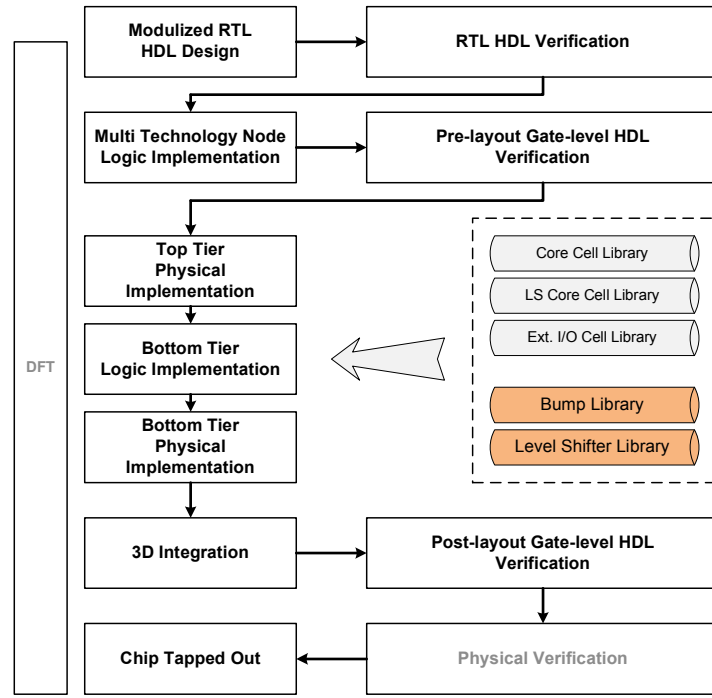 Modulized RTL
HDL Design
RTL HDL Verification
Multi Technology Node
Logic Implementation
Pre-layout Gate-level HDL
Verification
Top Tier
Physical
Implementation
Core Cell Library
LS Core Cell Library
Ext. I/O Cell Library
Bottom Tier
Logic Implementation
DFT
Bump Library
Level Shifter Library
Bottom Tier
Physical
Implementation
3D Integration
Post-layout Gate-level HDL
Verification
Chip Tapped Out
Physical Verification